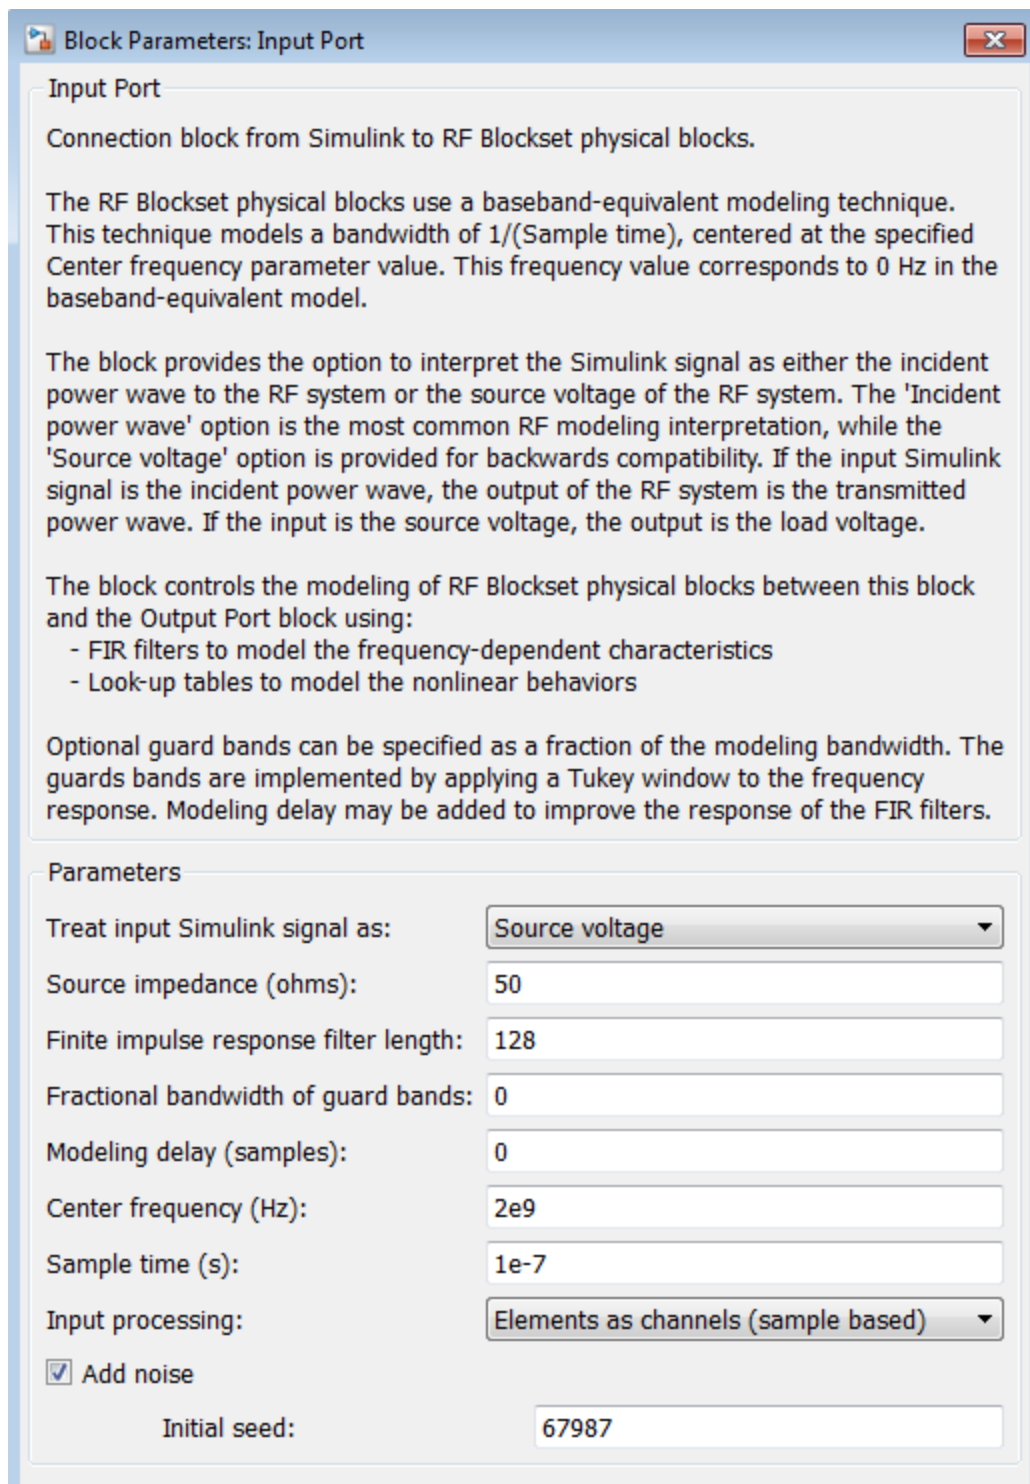 Block Parameters: Input Port
Input Port
Connection block from Simulink to RF Blockset physical blocks.
The RF Blockset physical blocks use a baseband-equivalent modeling technique.
This technique models a bandwidth of 1/(Sample time), centered at the specified
Center frequency parameter value. This frequency value corresponds to 0 Hz in the
baseband-equivalent model.
The block provides the option to interpret the Simulink signal as either the incident
power wave to the RF system or the source voltage of the RF system. The 'Incident
power wave' option is the most common RF modeling interpretation, while the
'Source voltage' option is provided for backwards compatibility. If the input Simulink
signal is the incident power wave, the output of the RF system is the transmitted
power wave. If the input is the source voltage, the output is the load voltage.
The block controls the modeling of RF Blockset physical blocks between this block
and the Output Port block using:
- FIR filters to model the frequency-dependent characteristics
- Look-up tables to model the nonlinear behaviors
Optional guard bands can be specified as a fraction of the modeling bandwidth. The
guards bands are implemented by applying a Tukey window to the frequency
response. Modeling delay may be added to improve the response of the FIR filters.
Parameters
Treat input Simulink signal as: Source voltage
Source impedance (ohms): 50
Finite impulse response filter length: 128
Fractional bandwidth of guard bands: 0
Modeling delay (samples): 0
Center frequency (Hz): 2e9
Sample time (s): 1e-7
Input processing: Elements as channels (sample based)
Add noise
Initial seed: 67987